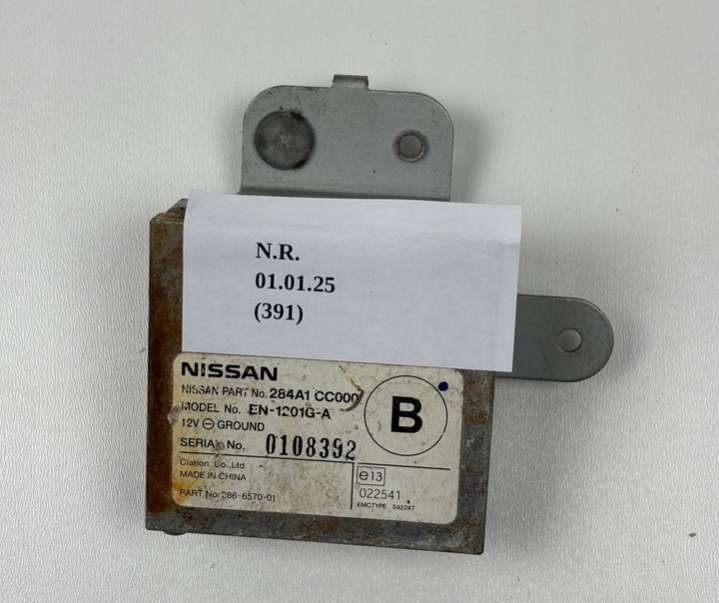 N.R.
01.01.25
(391)
NISSAN
NISSAN PART No. 284A1 CC000
MODEL No. EN-1201G-A
12V ⊖ GROUND
SERIAL No. 0108392
Clarion Co., Ltd.
MADE IN CHINA
PART No. 286-6570-01
B
e13
022541
EMCTYPE 542247